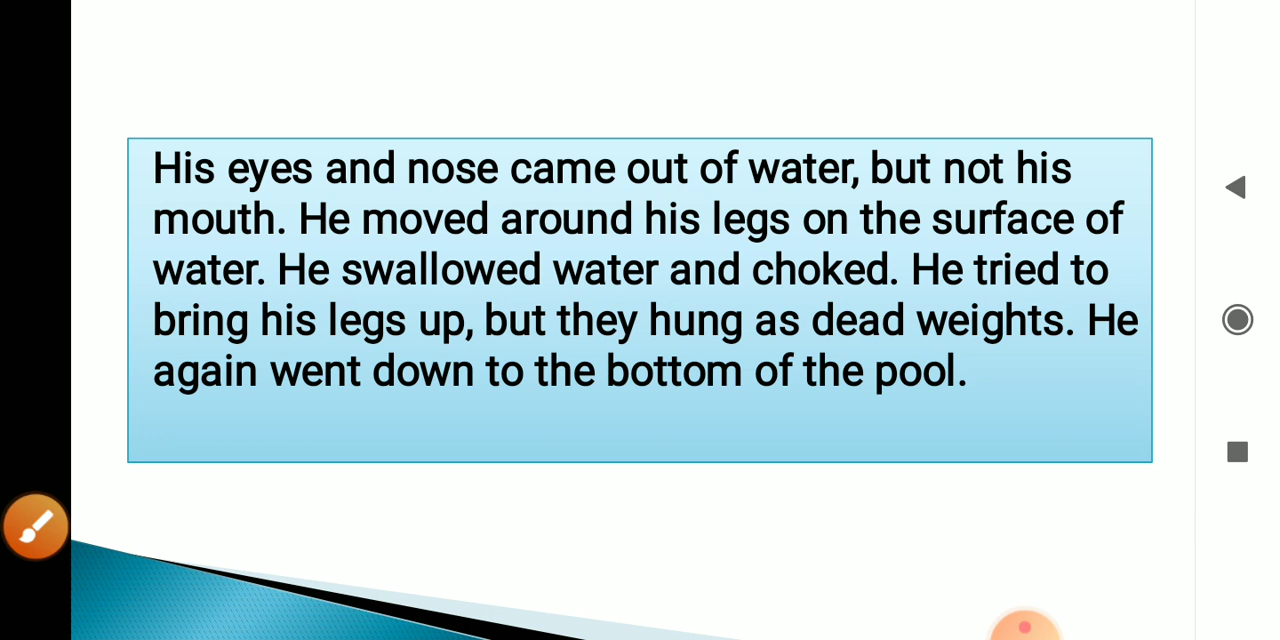 His eyes and nose came out of water, but not his
mouth. He moved around his legs on the surface of
water. He swallowed water and choked. He tried to
bring his legs up, but they hung as dead weights. He
again went down to the bottom of the pool.